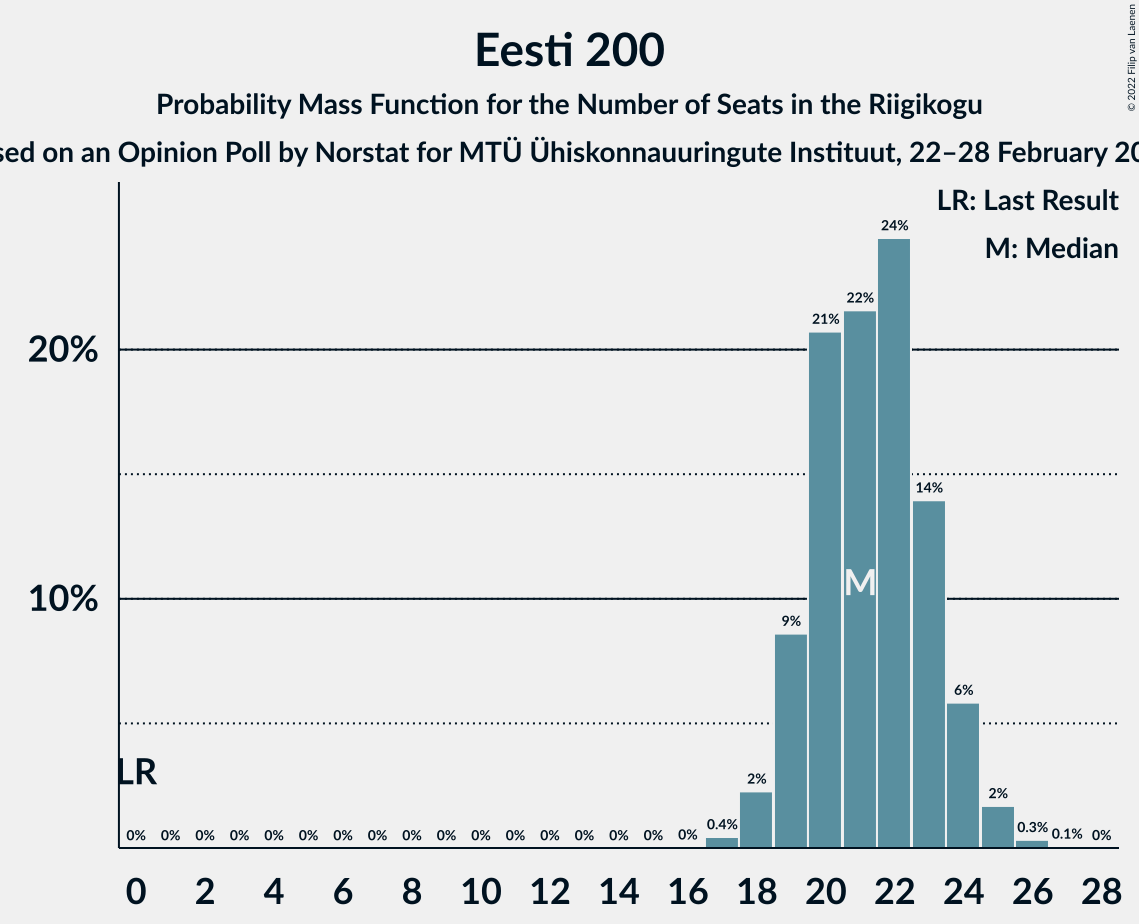 Eesti 200
Probability Mass Function for the Number of Seats in the Riigikogu
on an Opinion Poll by Norstat for MTÜ Ühiskonnauuringute Instituut, 22–28 February
© 2022 Filip van Laenen
LR: Last Result
M: Median
20%
10%
24%
22%
21%
14%
9%
6%
2%
2%
0.4%
0.3%
0.1%
0%
M
LR
0% 0% 0% 0% 0% 0% 0% 0% 0% 0% 0% 0% 0% 0% 0% 0% 0%
0 2 4 6 8 10 12 14 16 18 20 22 24 26 28